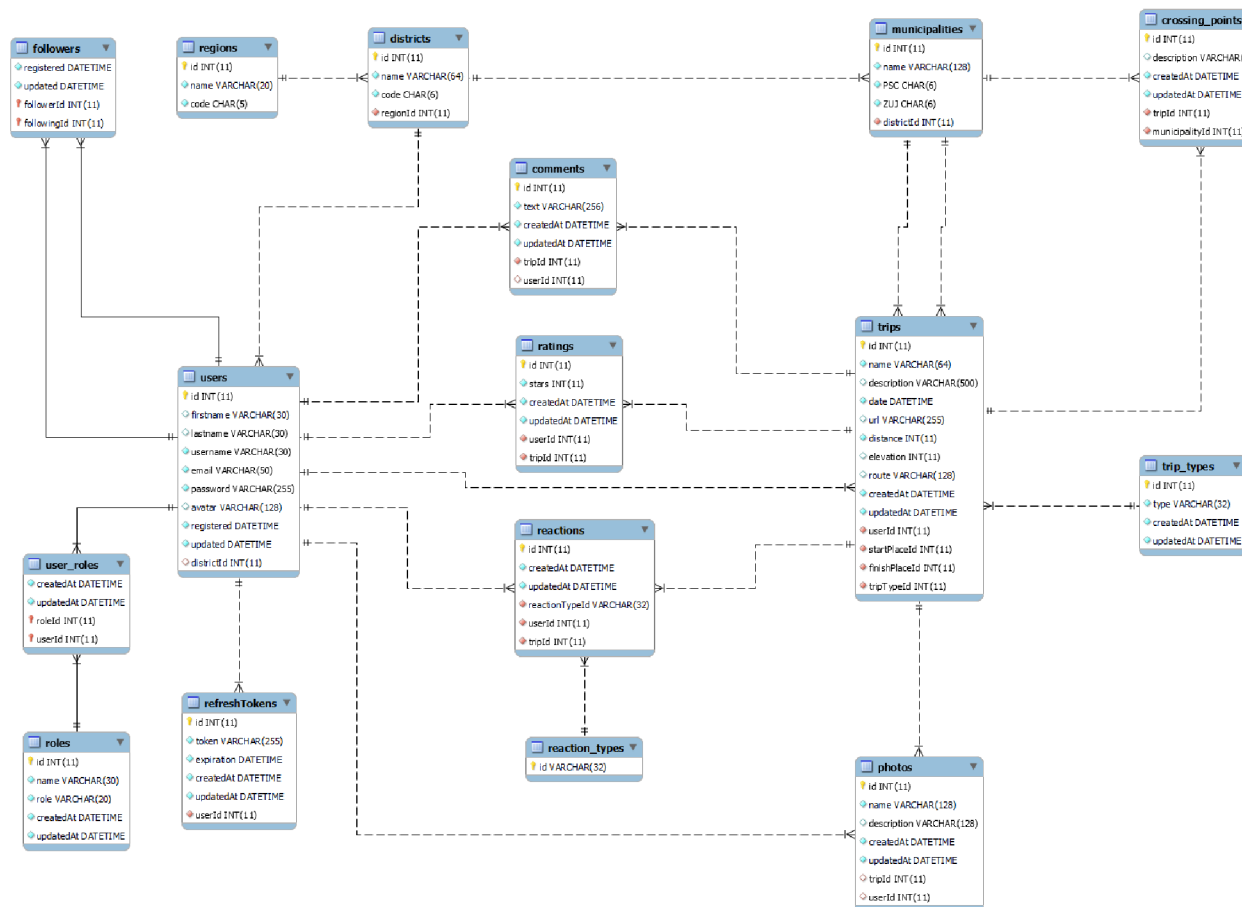 followers
registered DATETIME
updated DATETIME
followerId INT(11)
followingId INT(11)
regions
id INT(11)
name VARCHAR(20)
code CHAR(5)
districts
id INT(11)
name VARCHAR(64)
code CHAR(6)
regionId INT(11)
municipalities
id INT(11)
name VARCHAR(128)
PSC CHAR(6)
ZUJ CHAR(6)
districtId INT(11)
crossing_points
id INT(11)
description VARCHAR(
createdAt DATETIME
updatedAt DATETIME
tripId INT(11)
municipalityId INT(11)
comments
id INT(11)
text VARCHAR(256)
createdAt DATETIME
updatedAt DATETIME
tripId INT(11)
userId INT(11)
ratings
id INT(11)
stars INT(11)
createdAt DATETIME
updatedAt DATETIME
userId INT(11)
tripId INT(11)
trips
id INT(11)
name VARCHAR(64)
description VARCHAR(500)
date DATETIME
url VARCHAR(255)
distance INT(11)
elevation INT(11)
route VARCHAR(128)
createdAt DATETIME
updatedAt DATETIME
userId INT(11)
startPlaceId INT(11)
finishPlaceId INT(11)
tripTypeId INT(11)
users
id INT(11)
firstname VARCHAR(30)
lastname VARCHAR(30)
username VARCHAR(30)
email VARCHAR(50)
password VARCHAR(255)
avatar VARCHAR(128)
registered DATETIME
updated DATETIME
districtId INT(11)
trip_types
id INT(11)
type VARCHAR(32)
createdAt DATETIME
updatedAt DATETIME
reactions
id INT(11)
createdAt DATETIME
updatedAt DATETIME
reactionTypeId VARCHAR(32)
userId INT(11)
tripId INT(11)
user_roles
createdAt DATETIME
updatedAt DATETIME
roleId INT(11)
userId INT(11)
refreshTokens
id INT(11)
token VARCHAR(255)
expiration DATETIME
createdAt DATETIME
updatedAt DATETIME
userId INT(11)
roles
id INT(11)
name VARCHAR(30)
role VARCHAR(20)
createdAt DATETIME
updatedAt DATETIME
reaction_types
id VARCHAR(32)
photos
id INT(11)
name VARCHAR(128)
description VARCHAR(128)
createdAt DATETIME
updatedAt DATETIME
tripId INT(11)
userId INT(11)